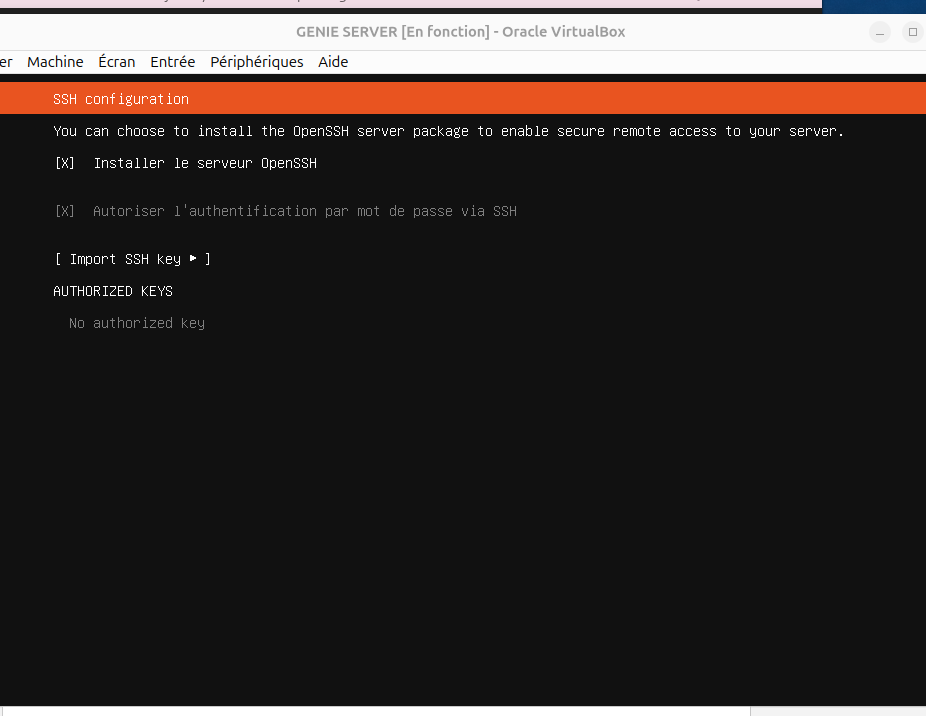 GENIE SERVER [En fonction] - Oracle VirtualBox
er Machine Écran Entrée Périphériques Aide
SSH configuration
You can choose to install the OpenSSH server package to enable secure remote access to your server.
[X] Installer le serveur OpenSSH
[X] Autoriser l'authentification par mot de passe via SSH
[ Import SSH key ▸ ]
AUTHORIZED KEYS
No authorized key